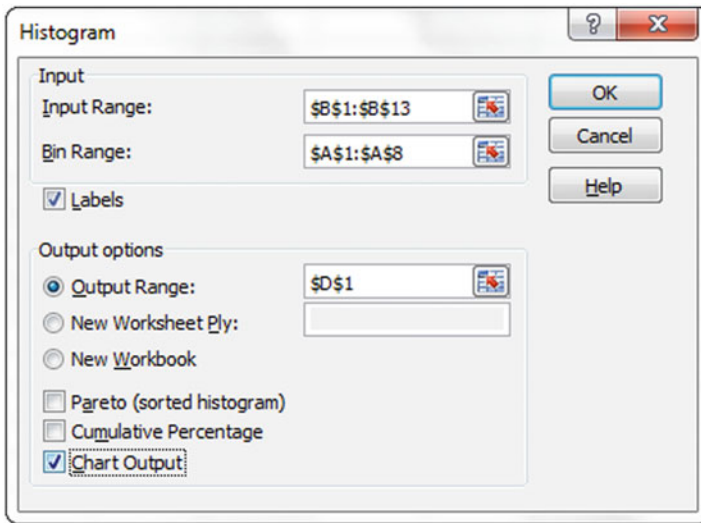 Histogram
?
X
Input
Input Range:
$B$1:$B$13
Bin Range:
$A$1:$A$8
Labels
OK
Cancel
Help
Output options
Output Range:
$D$1
New Worksheet Ply:
New Workbook
Pareto (sorted histogram)
Cumulative Percentage
Chart Output